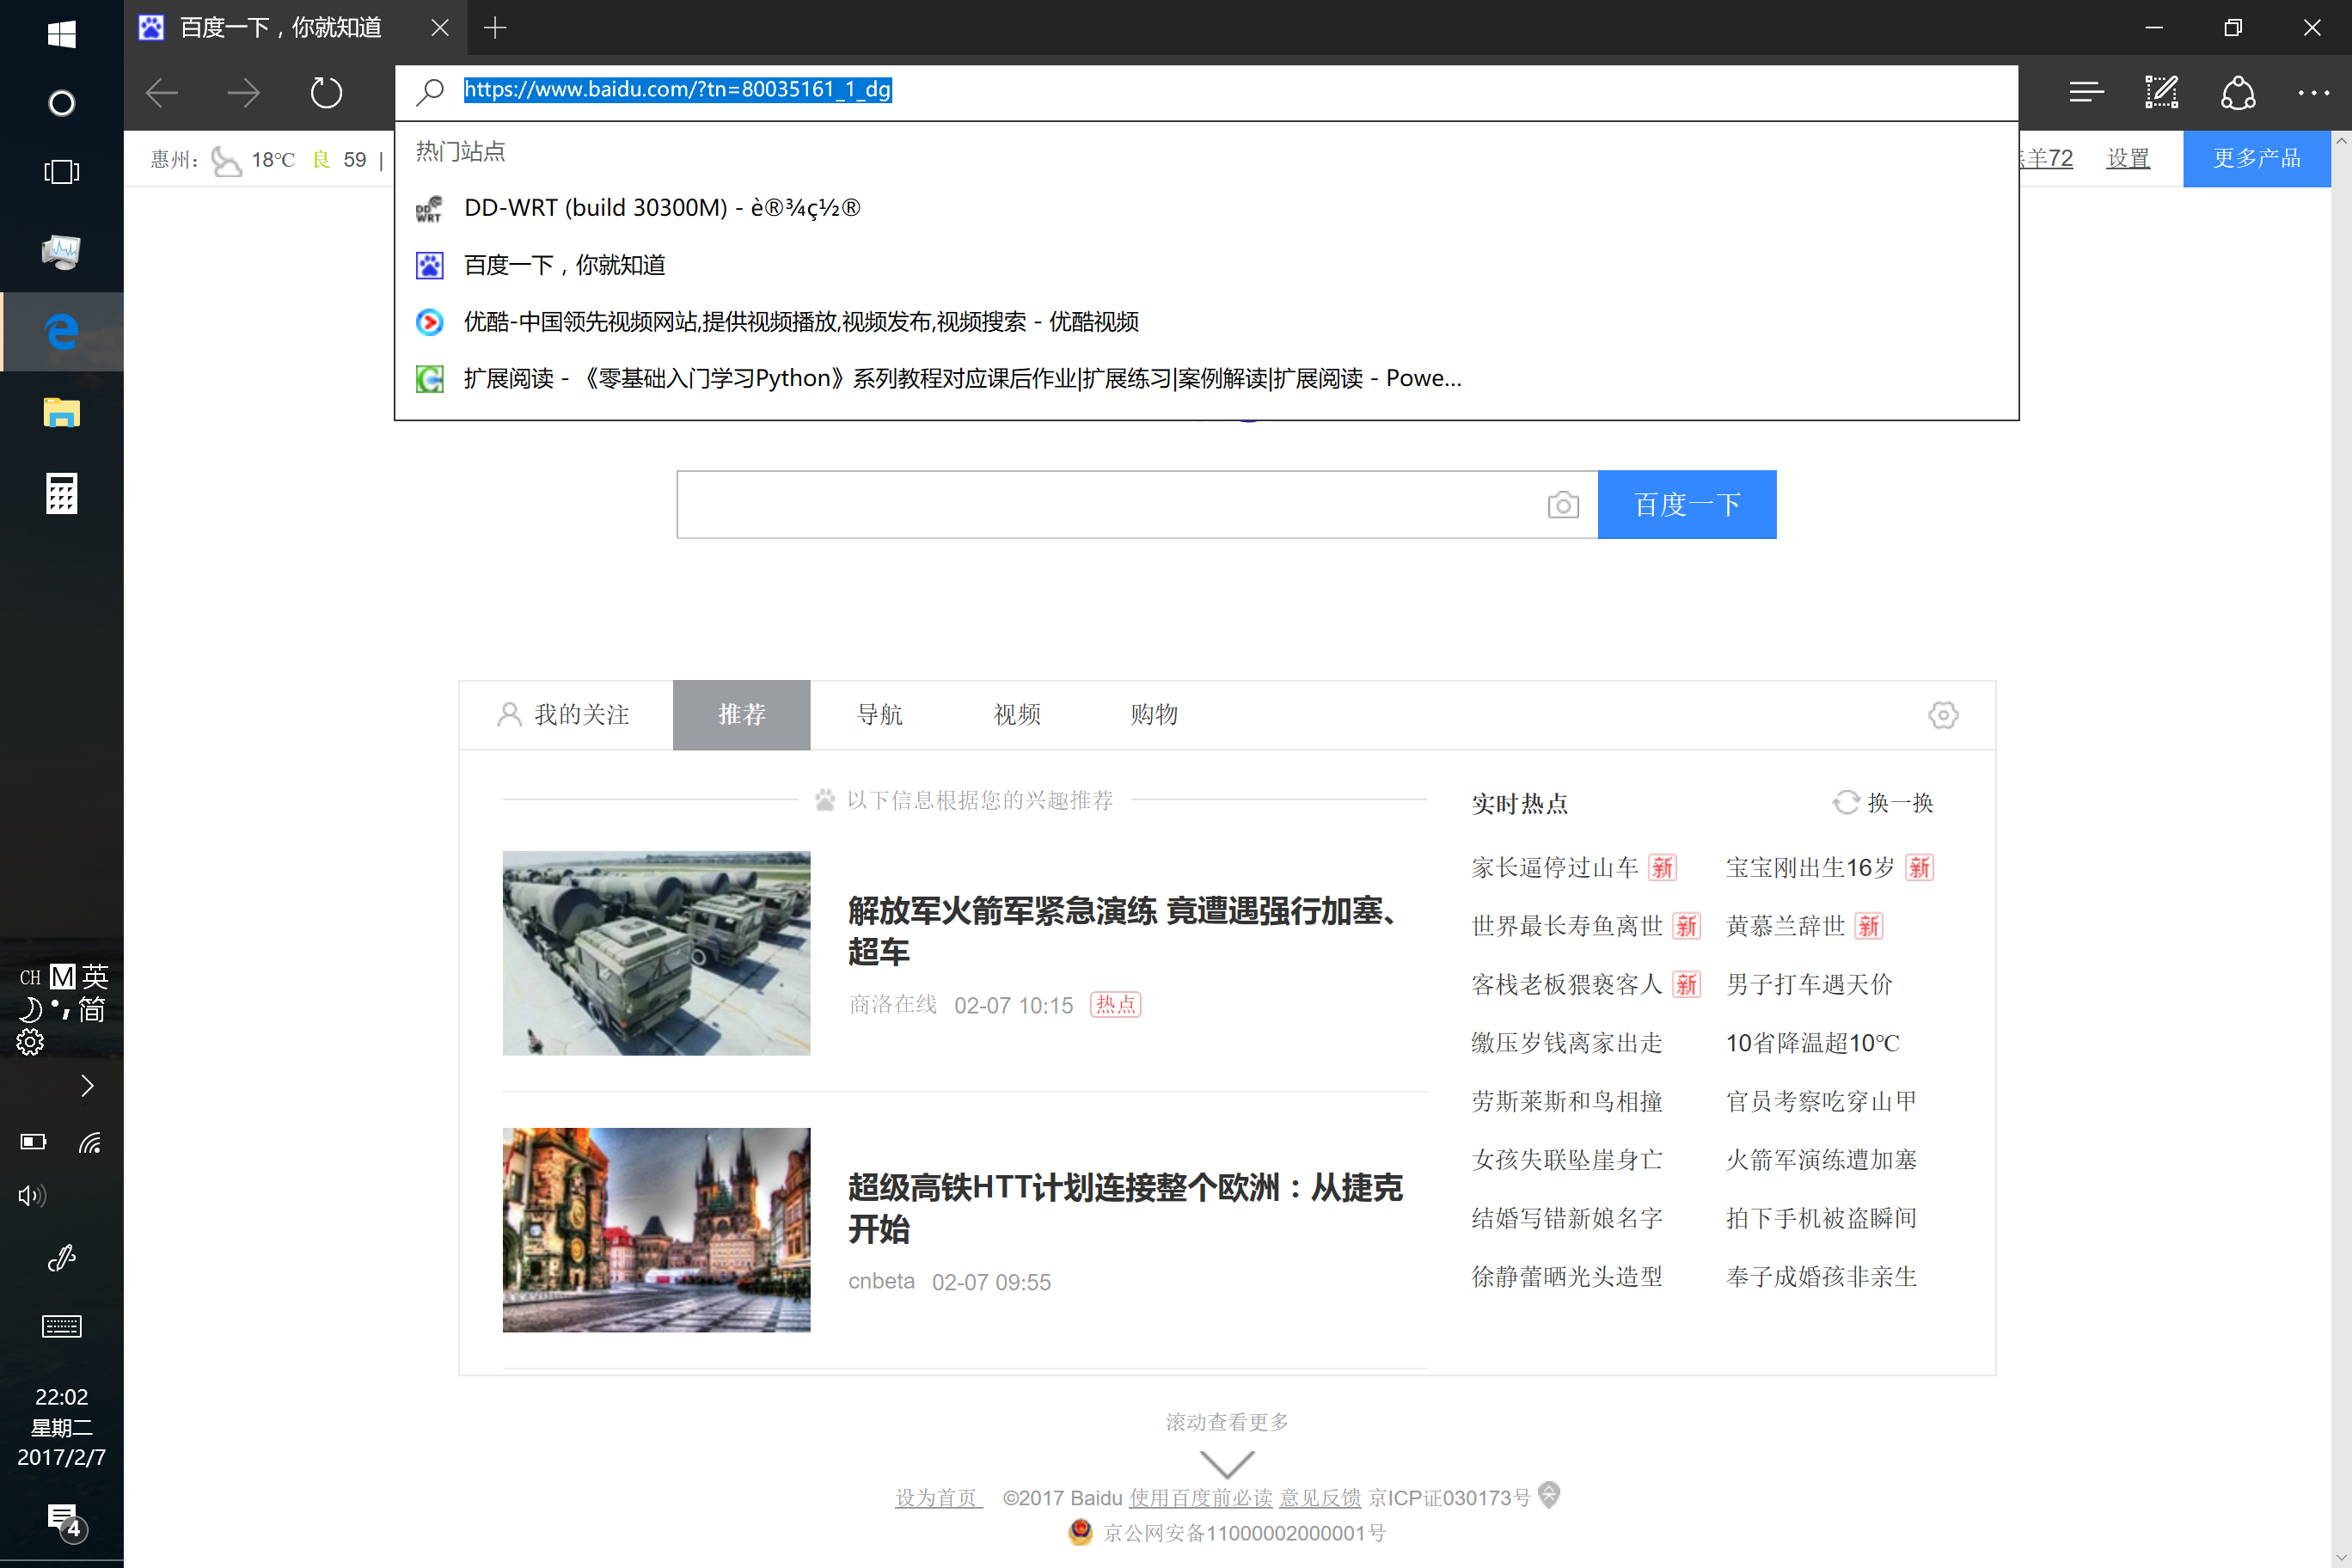 百度一下，你就知道
https://www.baidu.com/?tn=80035161_1_dg
热门站点
DD-WRT (build 30300M) - è®¾ç½®
百度一下，你就知道
优酷-中国领先视频网站,提供视频播放,视频发布,视频搜索 - 优酷视频
扩展阅读 - 《零基础入门学习Python》系列教程对应课后作业|扩展练习|案例解读|扩展阅读 - Powe...
惠州： 18℃ 良 59 |
羊72 设置 更多产品
百度一下
我的关注 推荐 导航 视频 购物
以下信息根据您的兴趣推荐
解放军火箭军紧急演练 竟遭遇强行加塞、
超车
商洛在线 02-07 10:15 热点
超级高铁HTT计划连接整个欧洲：从捷克
开始
cnbeta 02-07 09:55
实时热点 换一换
家长逼停过山车 新 宝宝刚出生16岁 新
世界最长寿鱼离世 新 黄慕兰辞世 新
客栈老板猥亵客人 新 男子打车遇天价
缴压岁钱离家出走 10省降温超10℃
劳斯莱斯和鸟相撞 官员考察吃穿山甲
女孩失联坠崖身亡 火箭军演练遭加塞
结婚写错新娘名字 拍下手机被盗瞬间
徐静蕾晒光头造型 奉子成婚孩非亲生
滚动查看更多
设为首页 ©2017 Baidu 使用百度前必读 意见反馈 京ICP证030173号
京公网安备11000002000001号
CH M 英
简
22:02
星期二
2017/2/7
4